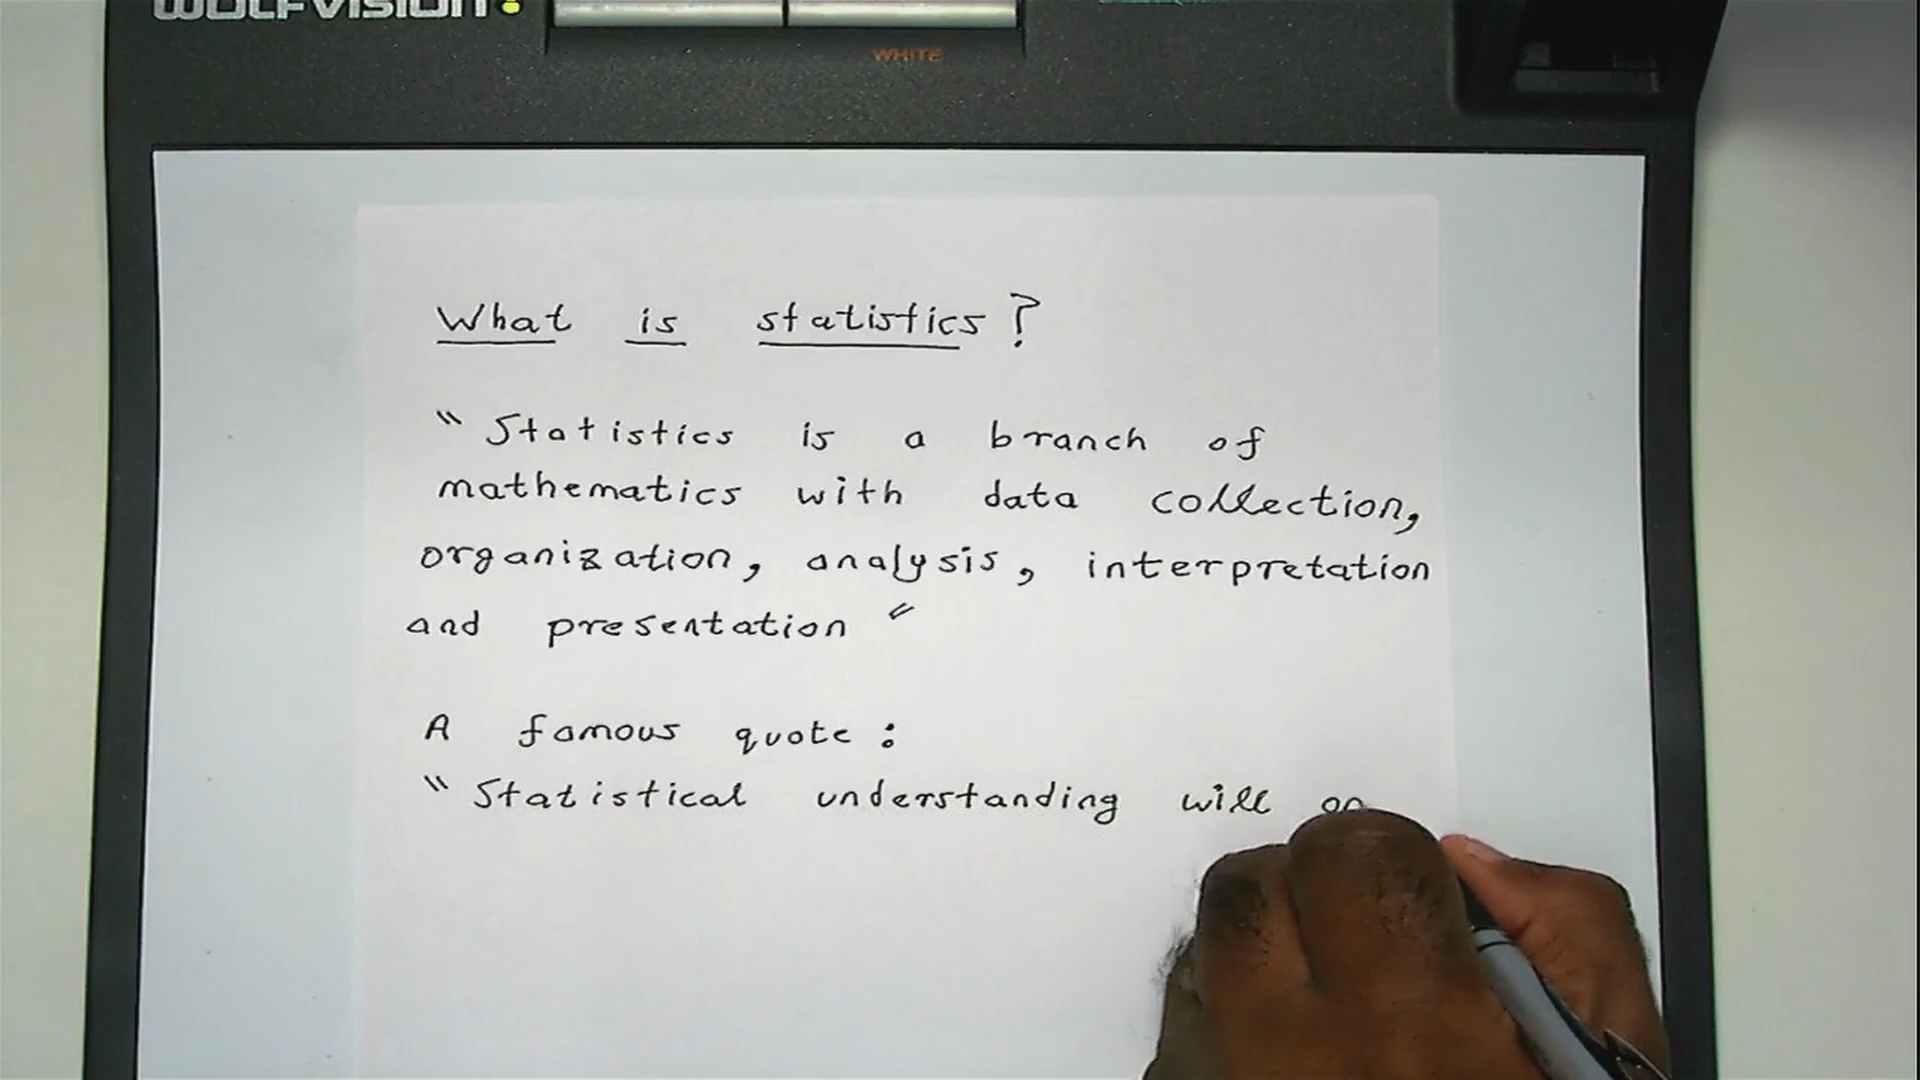 WOLFVISION
WHITE
What is statistics?
" Statistics is a branch of
mathematics with data collection,
organization, analysis, interpretation
and presentation "
A famous quote:
" Statistical understanding will